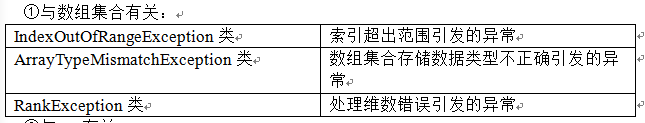 ①与数组集合有关：
IndexOutOfRangeException 类 索引超出范围引发的异常
ArrayTypeMismatchException 类 数组集合存储数据类型不正确引发的异
常
RankException 类 处理维数错误引发的异常